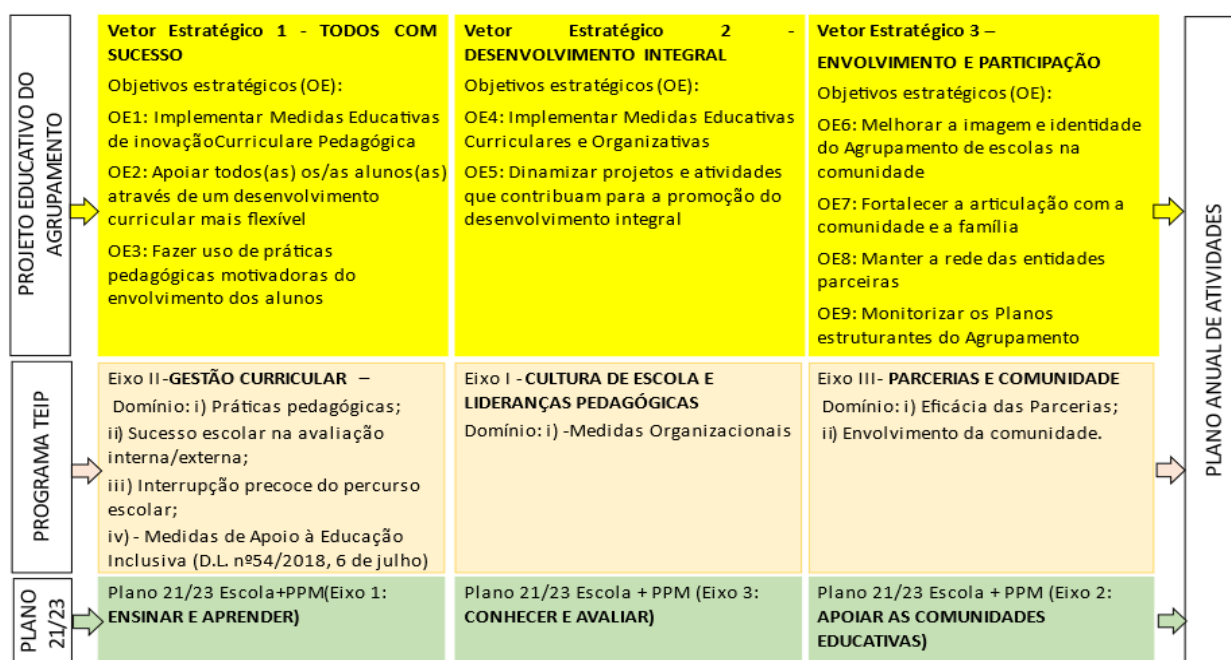 PROJETO EDUCATIVO DO
AGRUPAMENTO
Vetor Estratégico 1 - TODOS COM
SUCESSO
Objetivos estratégicos (OE):
OE1: Implementar Medidas Educativas
de inovaçãoCurriculare Pedagógica
OE2: Apoiar todos(as) os/as alunos(as)
através de um desenvolvimento
curricular mais flexível
OE3: Fazer uso de práticas
pedagógicas motivadoras do
envolvimento dos alunos
Vetor Estratégico 2 -
DESENVOLVIMENTO INTEGRAL
Objetivos estratégicos (OE):
OE4: Implementar Medidas Educativas
Curriculares e Organizativas
OE5: Dinamizar projetos e atividades
que contribuam para a promoção do
desenvolvimento integral
Vetor Estratégico 3 –
ENVOLVIMENTO E PARTICIPAÇÃO
Objetivos estratégicos (OE):
OE6: Melhorar a imagem e identidade
do Agrupamento de escolas na
comunidade
OE7: Fortalecer a articulação com a
comunidade e a família
OE8: Manter a rede das entidades
parceiras
OE9: Monitorizar os Planos
estruturantes do Agrupamento
PROGRAMA TEIP
Eixo II-GESTÃO CURRICULAR –
Domínio: i) Práticas pedagógicas;
ii) Sucesso escolar na avaliação
interna/externa;
iii) Interrupção precoce do percurso
escolar;
iv) - Medidas de Apoio à Educação
Inclusiva (D.L. nº54/2018, 6 de julho)
Eixo I - CULTURA DE ESCOLA E
LIDERANÇAS PEDAGÓGICAS
Domínio: i) -Medidas Organizacionais
Eixo III- PARCERIAS E COMUNIDADE
Domínio: i) Eficácia das Parcerias;
ii) Envolvimento da comunidade.
PLANO
21/23
Plano 21/23 Escola+PPM(Eixo 1:
ENSINAR E APRENDER)
Plano 21/23 Escola + PPM (Eixo 3:
CONHECER E AVALIAR)
Plano 21/23 Escola + PPM (Eixo 2:
APOIAR AS COMUNIDADES
EDUCATIVAS)
PLANO ANUAL DE ATIVIDADES